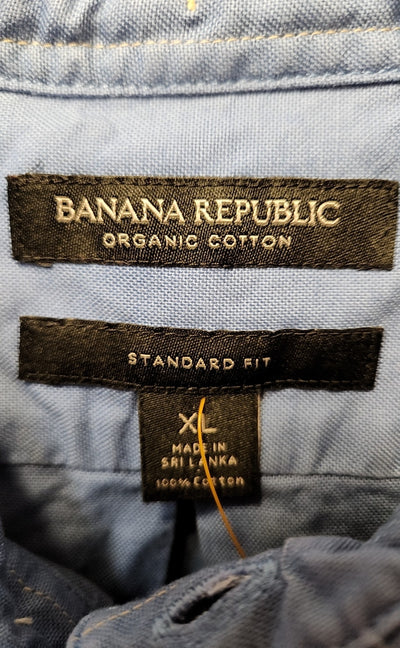 BANANA REPUBLIC
ORGANIC COTTON
STANDARD FIT
XL
MADE IN
SRI LANKA
100% Cotton